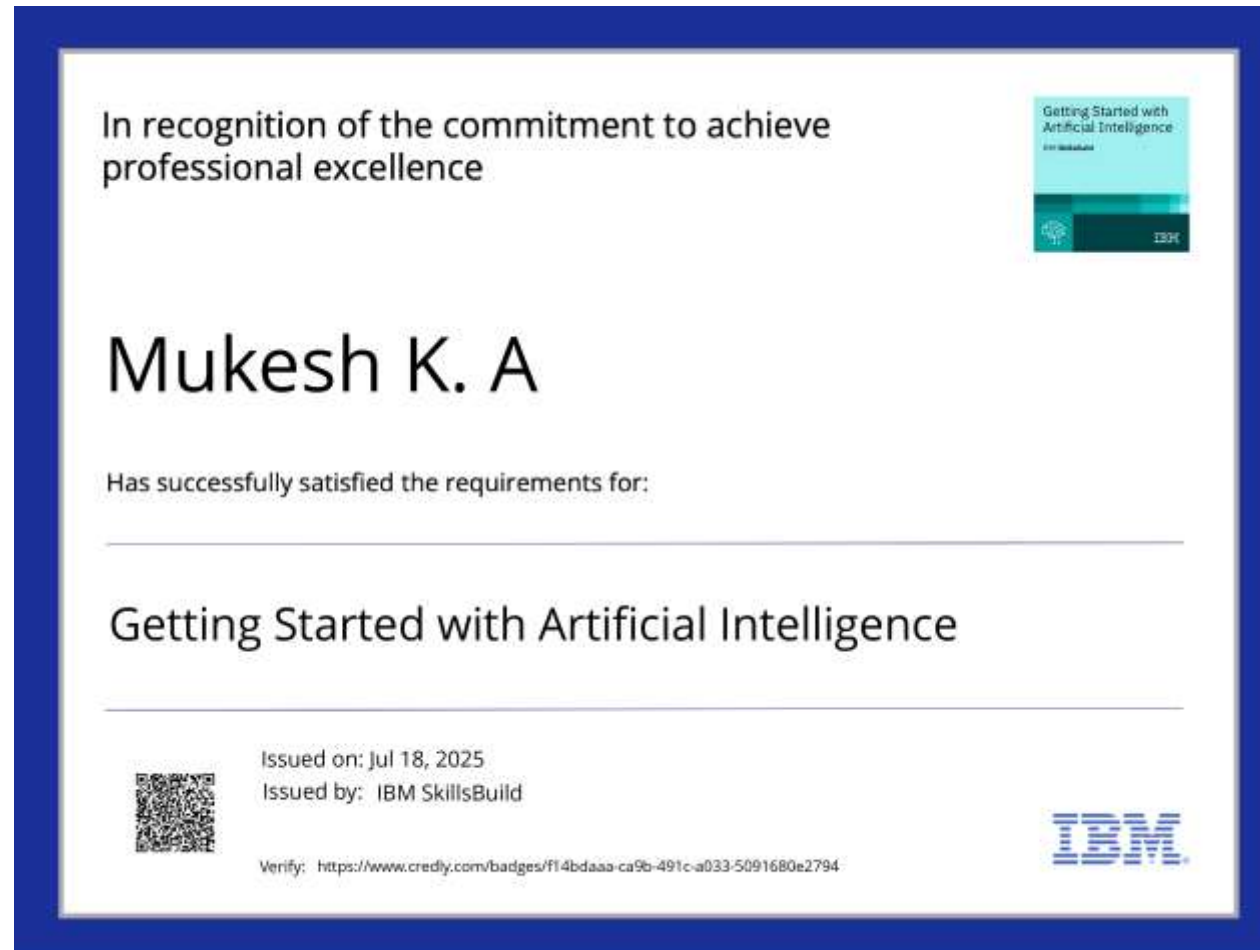 In recognition of the commitment to achieve
professional excellence
Getting Started with
Artificial Intelligence
IBM SkillsBuild
IBM
Mukesh K. A
Has successfully satisfied the requirements for:
Getting Started with Artificial Intelligence
Issued on: Jul 18, 2025
Issued by: IBM SkillsBuild
Verify: https://www.credly.com/badges/f14bdaaa-ca9b-491c-a033-5091680e2794
IBM